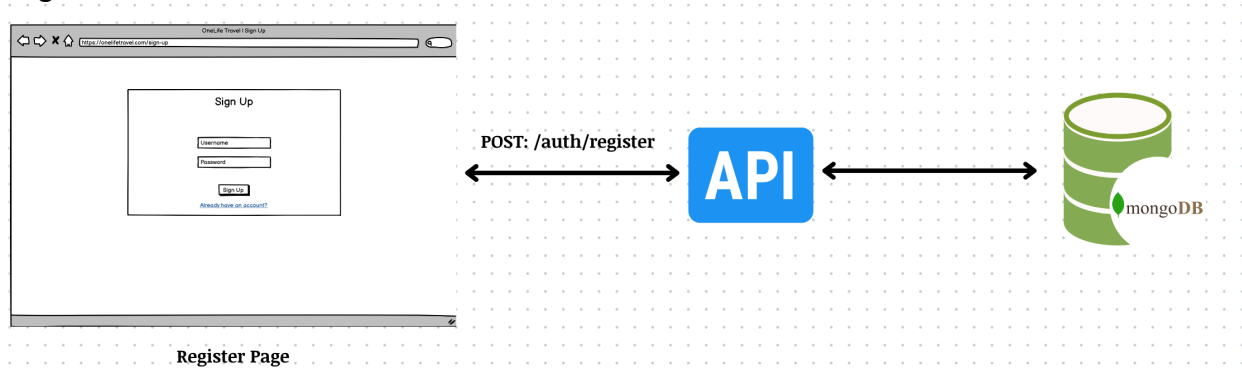 OneLife Travel | Sign Up
https://onelifetravel.com/sign-up
Sign Up
Username
Password
Sign Up
Already have an account?
POST: /auth/register
API
mongoDB
Register Page